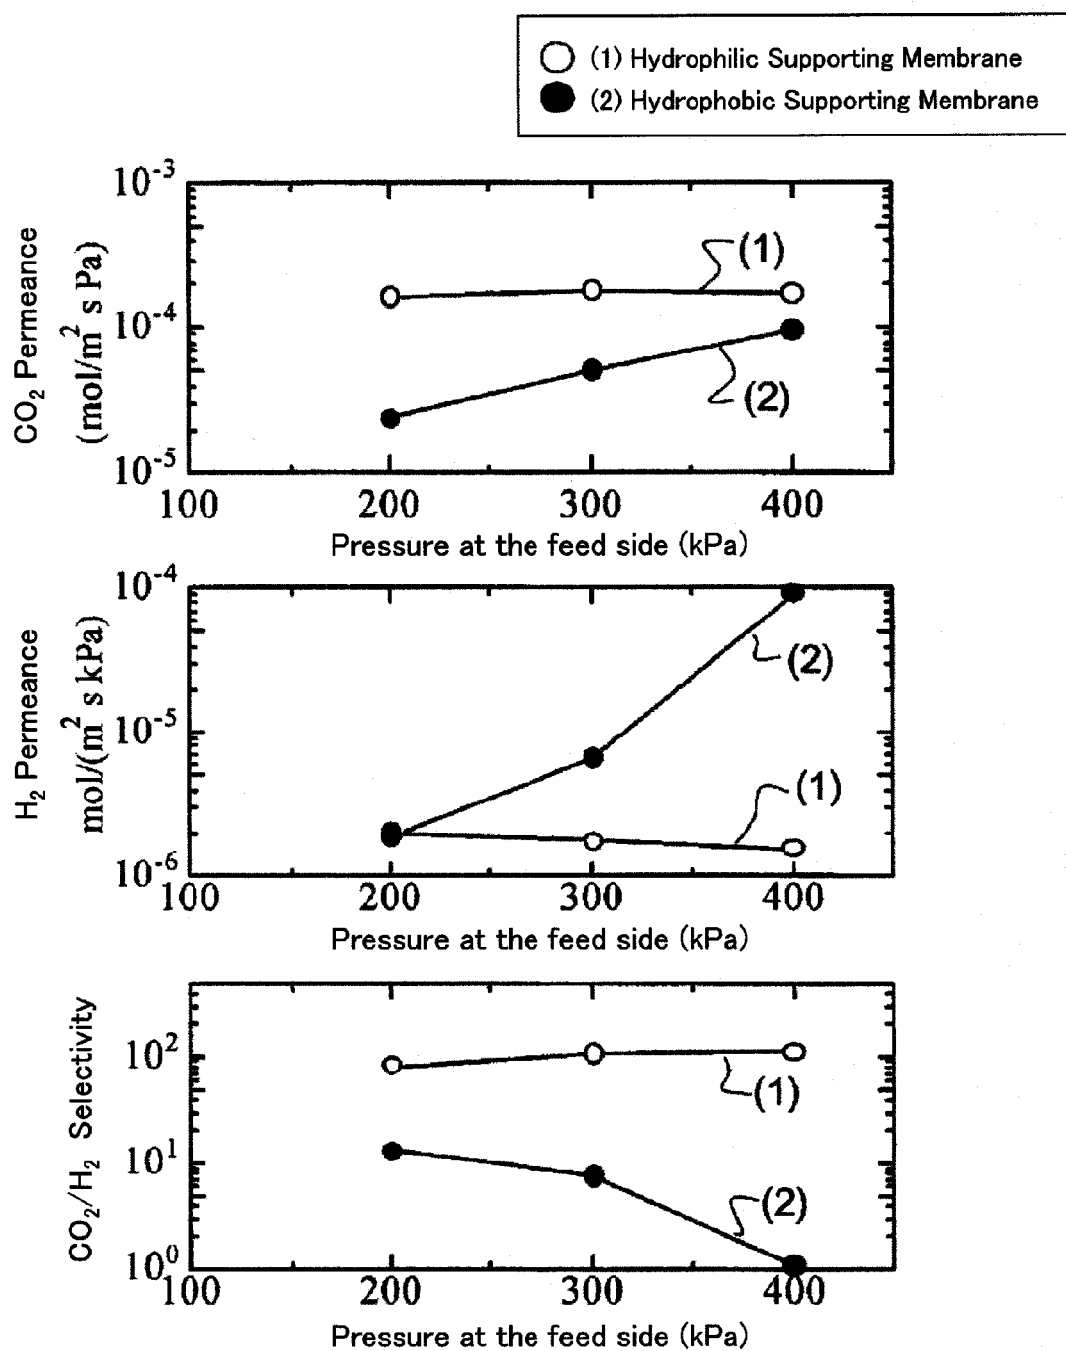 (1) Hydrophilic Supporting Membrane
(2) Hydrophobic Supporting Membrane
CO₂ Permeance
(mol/m² s Pa)
10⁻³
10⁻⁴
10⁻⁵
(1)
(2)
100 200 300 400
Pressure at the feed side (kPa)
H₂ Permeance
mol/(m² s kPa)
10⁻⁴
10⁻⁵
10⁻⁶
(2)
(1)
100 200 300 400
Pressure at the feed side (kPa)
CO₂/H₂ Selectivity
10²
10¹
10⁰
(1)
(2)
100 200 300 400
Pressure at the feed side (kPa)